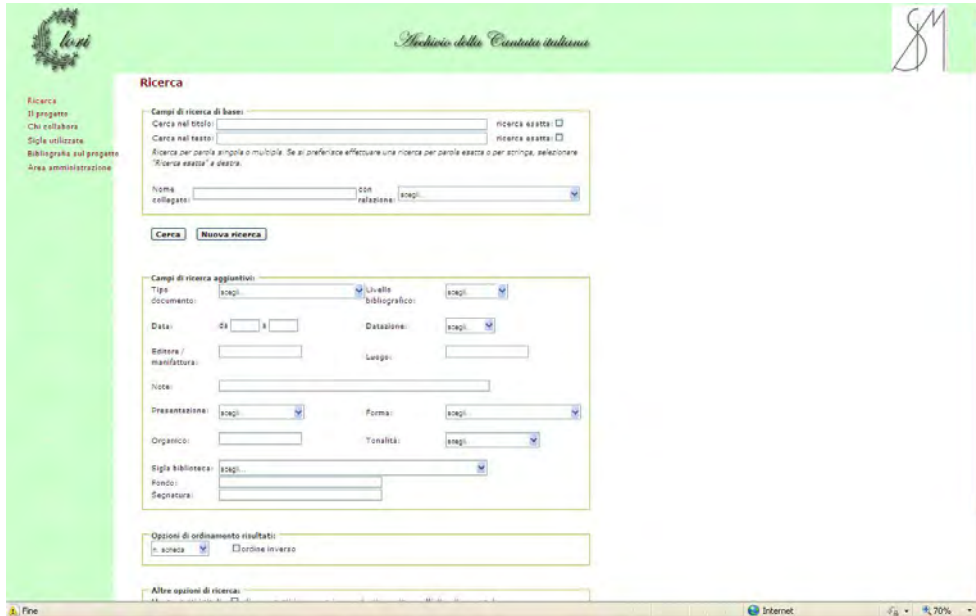 Clori
Archivio della Cantata italiana
Ricerca
Ricerca
Il progetto
Chi collabora
Sigle utilizzate
Bibliografia sul progetto
Area amministrazione
Campi di ricerca di base:
Cerca nel titolo: ricerca esatta:
Cerca nel testo: ricerca esatta:
Ricerca per parola singola o multipla. Se si preferisce effettuare una ricerca per parola esatta o per stringa, selezionare
"Ricerca esatta" a destra.
Nome collegato: con relazione: scegli...
Cerca Nuova ricerca
Campi di ricerca aggiuntivi:
Tipo documento: scegli... Livello bibliografico: scegli...
Data: da a Datazione: scegli...
Editore / manifattura: Luogo:
Note:
Presentazione: scegli... Forma: scegli...
Organico: Tonalità: scegli...
Sigla biblioteca: scegli...
Fondo:
Segnatura:
Opzioni di ordinamento risultati:
n. scheda ordine inverso
Altre opzioni di ricerca:
Fine Internet 70%